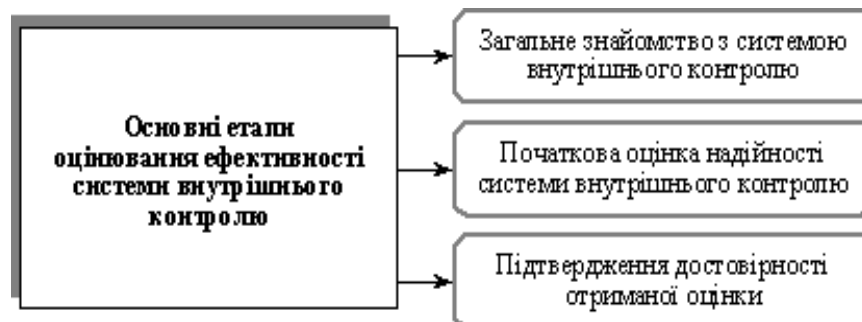 Основні етапи
оцінювання ефективності
системи внутрішнього
контролю
Загальне знайомство з системою
внутрішнього контролю
Початкова оцінка надійності
системи внутрішнього контролю
Підтвердження достовірності
отриманої оцінки